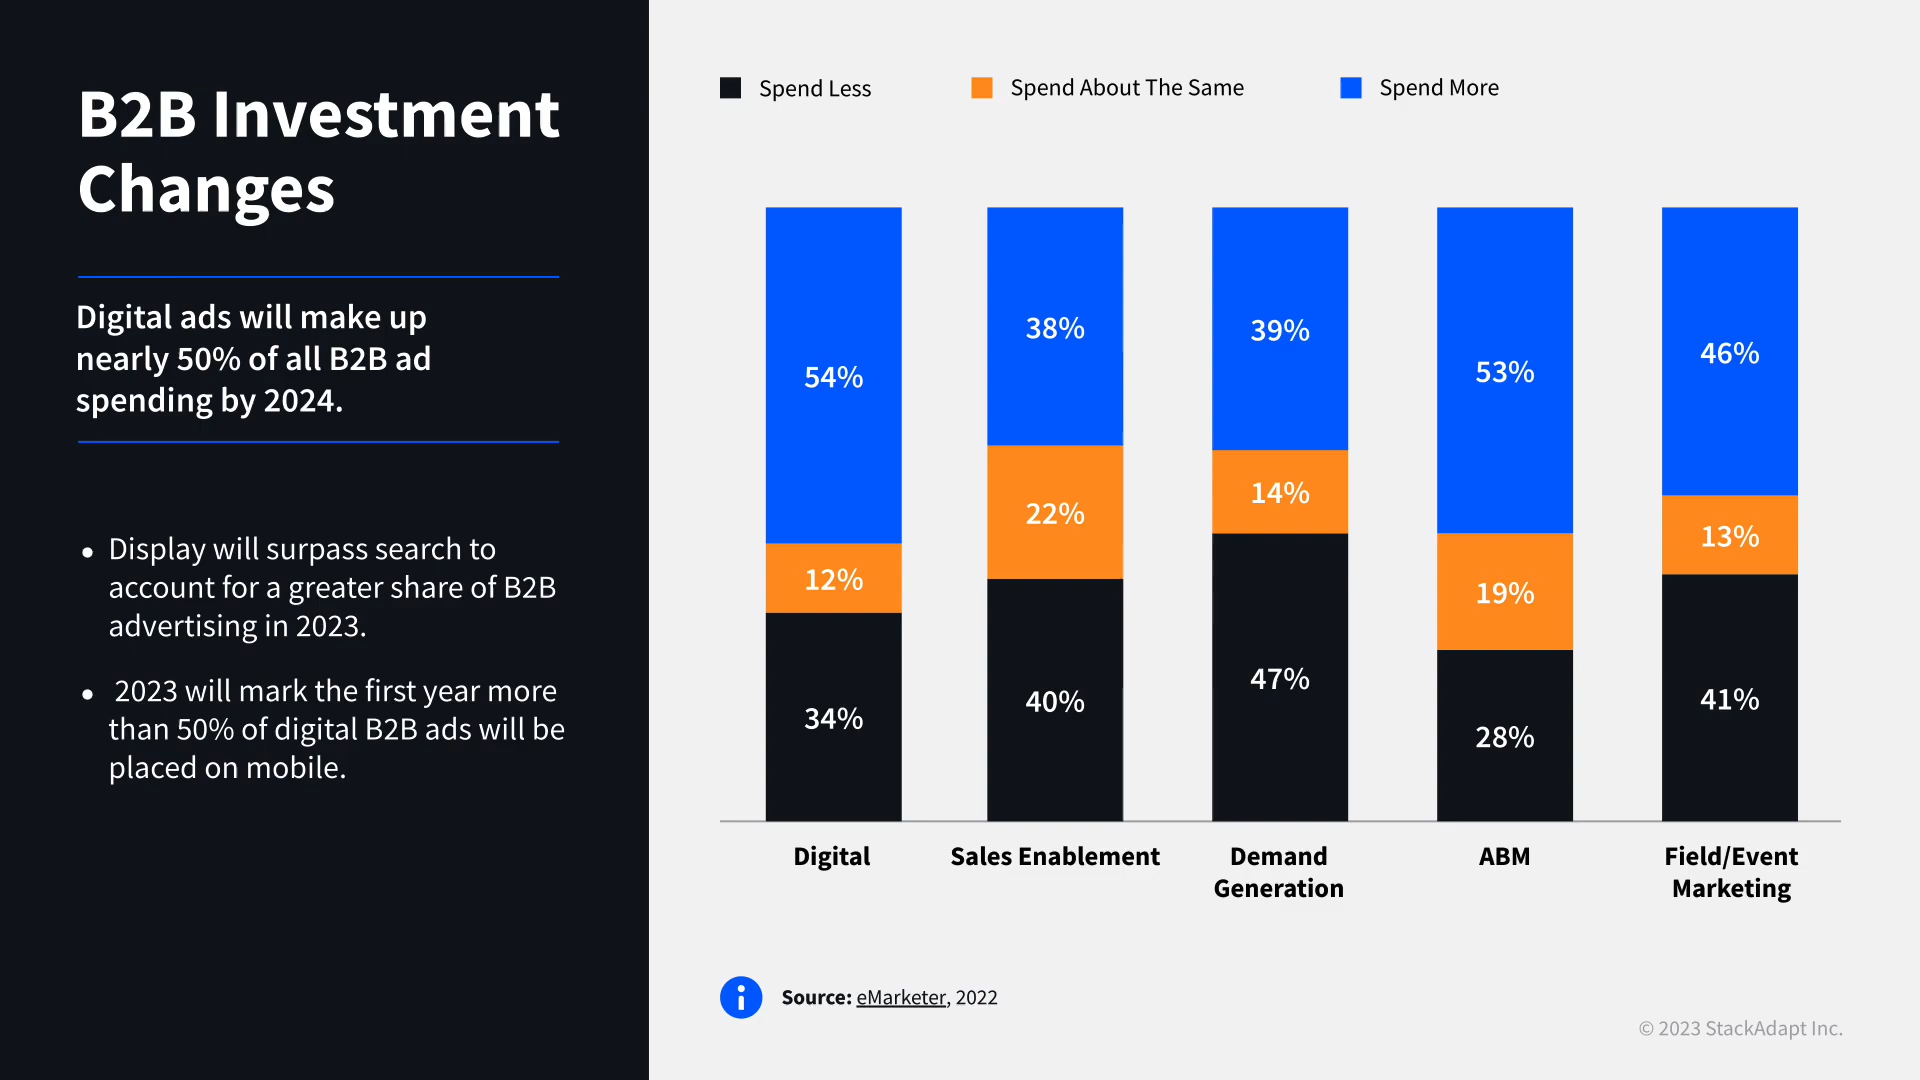 B2B Investment
Changes
Digital ads will make up
nearly 50% of all B2B ad
spending by 2024.
• Display will surpass search to
account for a greater share of B2B
advertising in 2023.
• 2023 will mark the first year more
than 50% of digital B2B ads will be
placed on mobile.
Spend Less
Spend About The Same
Spend More
54%
12%
34%
38%
22%
40%
39%
14%
47%
53%
19%
28%
46%
13%
41%
Digital
Sales Enablement
Demand
Generation
ABM
Field/Event
Marketing
Source: eMarketer, 2022
© 2023 StackAdapt Inc.